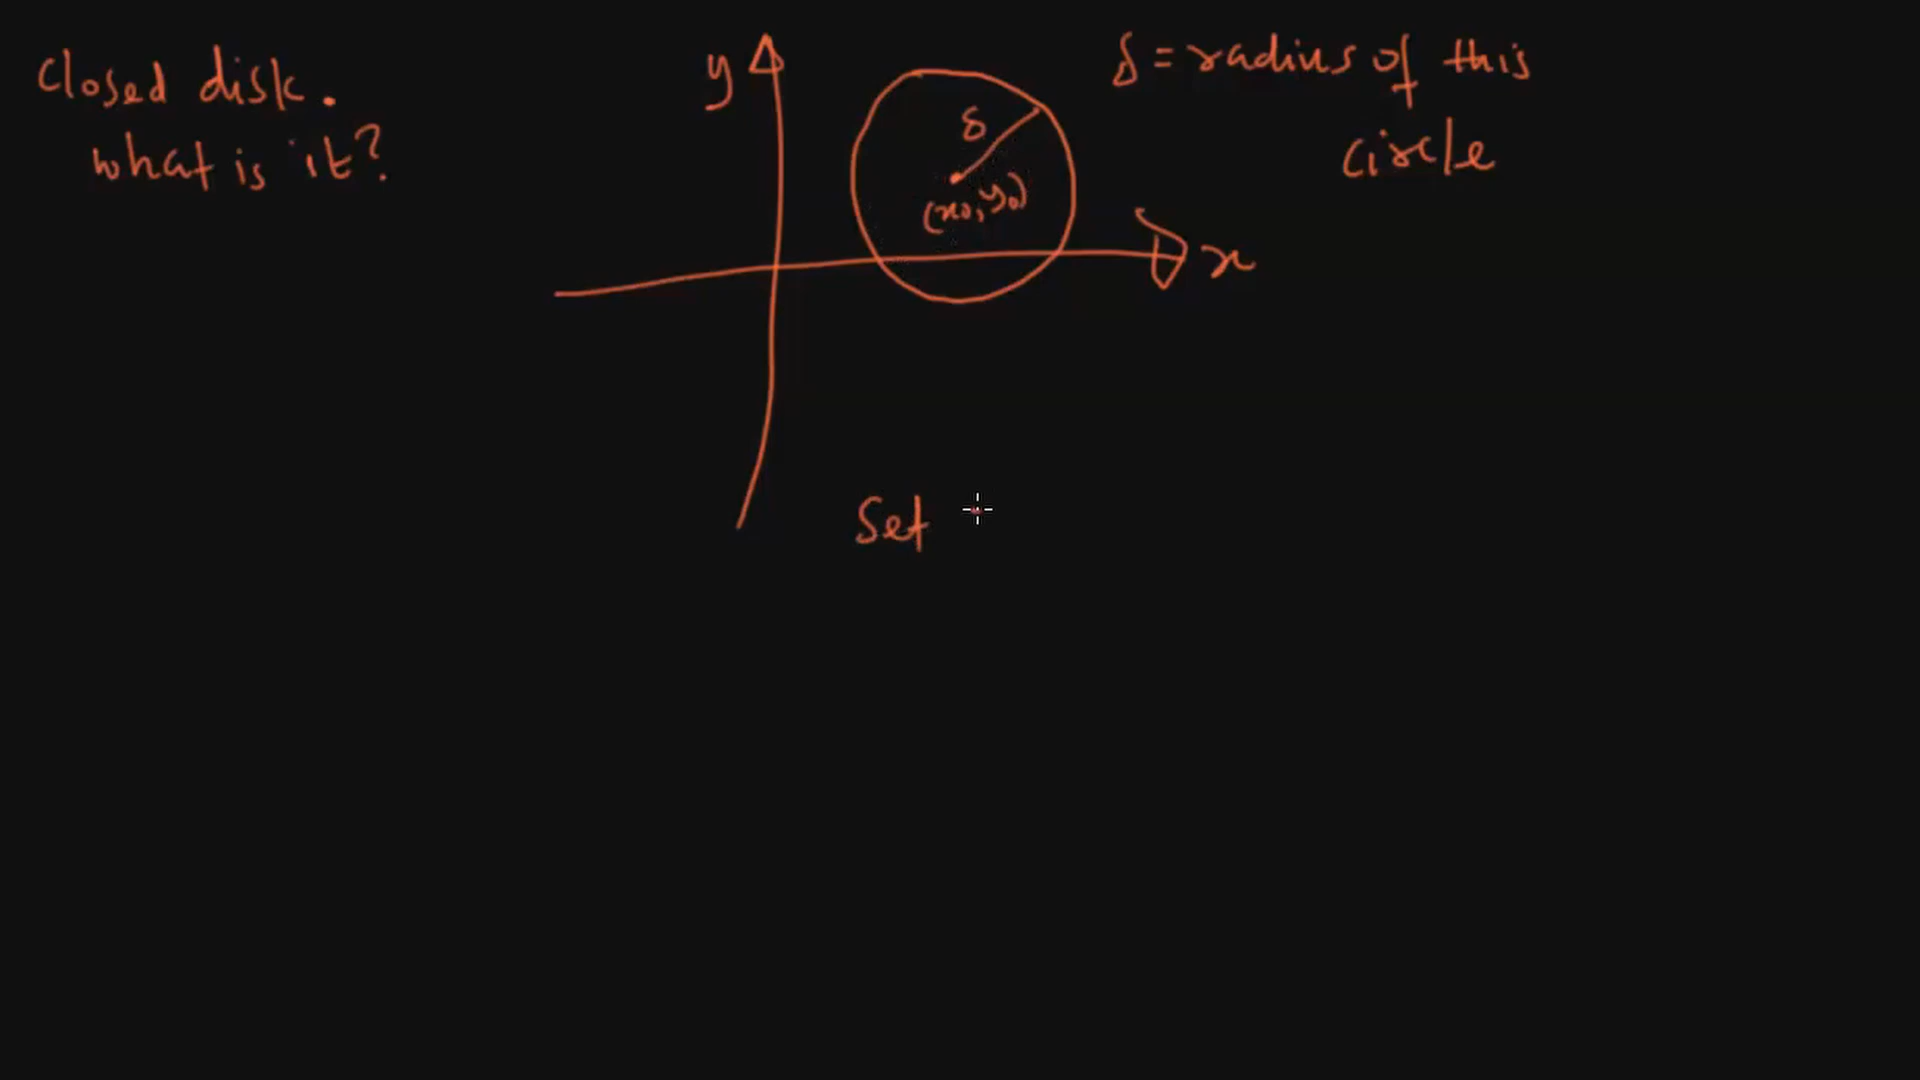 Closed disk.
what is it?
y
δ = radius of this
circle
δ
(x₀, y₀)
x
Set